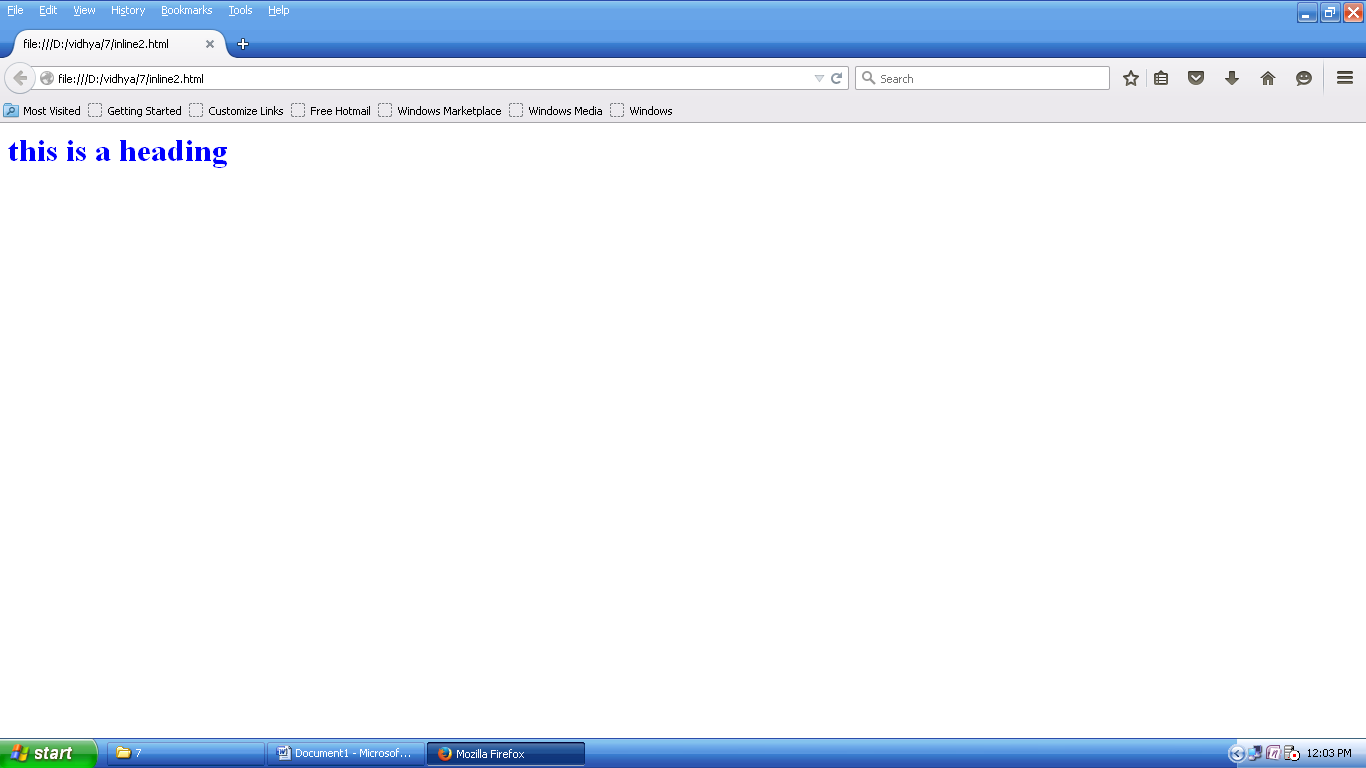 File Edit View History Bookmarks Tools Help
file:///D:/vidhya/7/inline2.html
file:///D:/vidhya/7/inline2.html Search
Most Visited Getting Started Customize Links Free Hotmail Windows Marketplace Windows Media Windows
this is a heading
start 7 Document1 - Microsof... Mozilla Firefox 12:03 PM